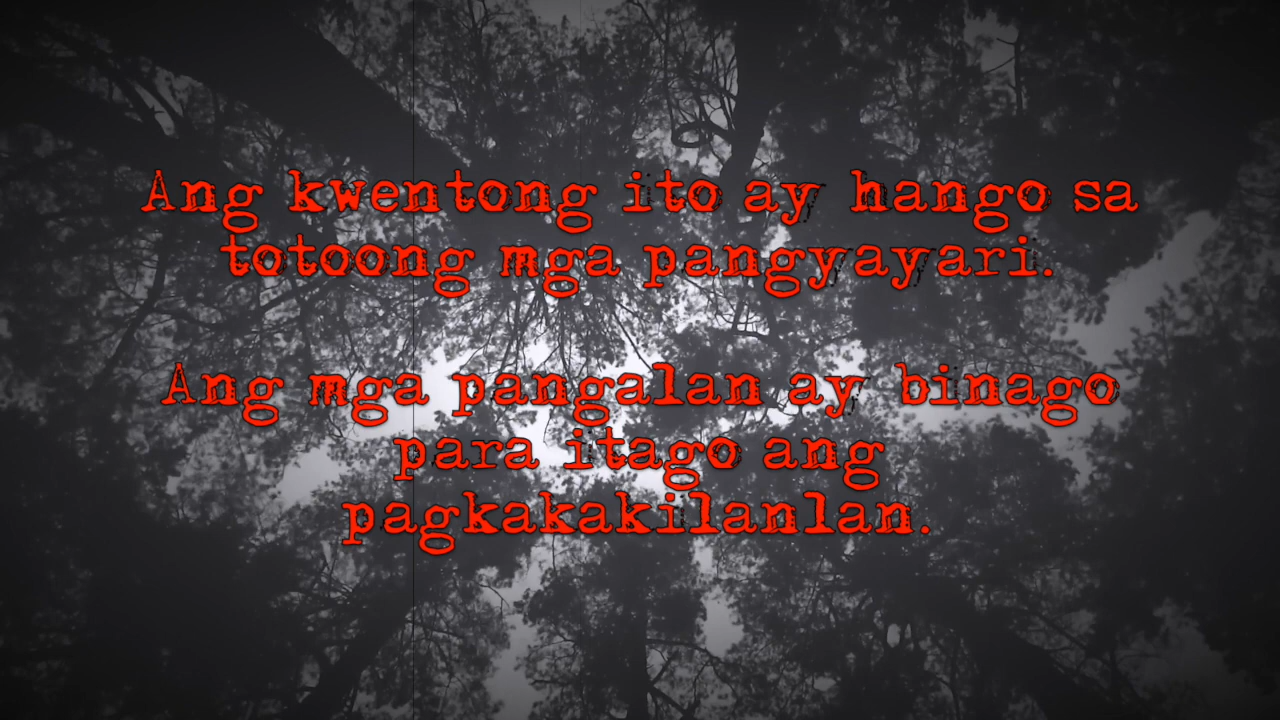 Ang kwentong ito ay hango sa
totoong mga pangyayari.
Ang mga pangalan ay binago
para itago ang
pagkakakilanlan.